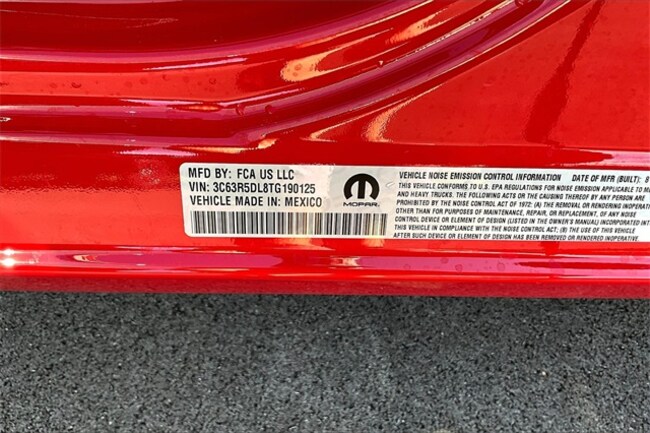 MFD BY: FCA US LLC
VIN: 3C63R5DL8TG190125
VEHICLE MADE IN: MEXICO
MOPAR
VEHICLE NOISE EMISSION CONTROL INFORMATION DATE OF MFR (BUILT): 8
THIS VEHICLE CONFORMS TO U.S. EPA REGULATIONS FOR NOISE EMISSION APPLICABLE TO M
AND HEAVY TRUCKS. THE FOLLOWING ACTS OR THE CAUSING THEREOF BY ANY PERSON ARE
PROHIBITED BY THE NOISE CONTROL ACT OF 1972: (A) THE REMOVAL OR RENDERING INOPERA
OTHER THAN FOR PURPOSES OF MAINTENANCE, REPAIR, OR REPLACEMENT, OF ANY NOISE
CONTROL DEVICE OR ELEMENT OF DESIGN (LISTED IN THE OWNER'S MANUAL) INCORPORATED INT
THIS VEHICLE IN COMPLIANCE WITH THE NOISE CONTROL ACT; (B) THE USE OF THIS VEHICLE
AFTER SUCH DEVICE OR ELEMENT OF DESIGN HAS BEEN REMOVED OR RENDERED INOPERATIVE.